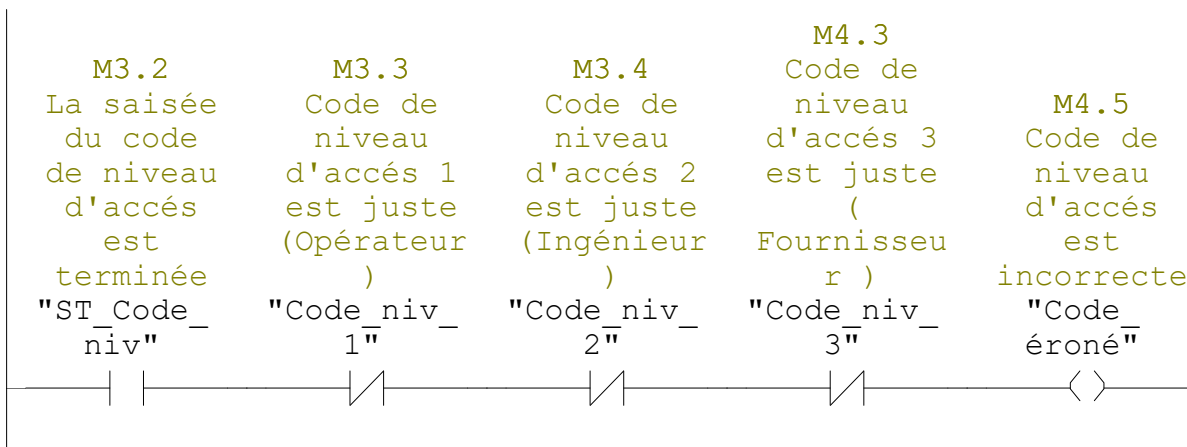 M3.2
La saisée
du code
de niveau
d'accés
est
terminée
"ST_Code_
niv"
M3.3
Code de
niveau
d'accés 1
est juste
(Opérateur
)
"Code_niv_
1"
M3.4
Code de
niveau
d'accés 2
est juste
(Ingénieur
)
"Code_niv_
2"
M4.3
Code de
niveau
d'accés 3
est juste
(
Fournisseu
r )
"Code_niv_
3"
M4.5
Code de
niveau
d'accés
est
incorrecte
"Code_
éroné"